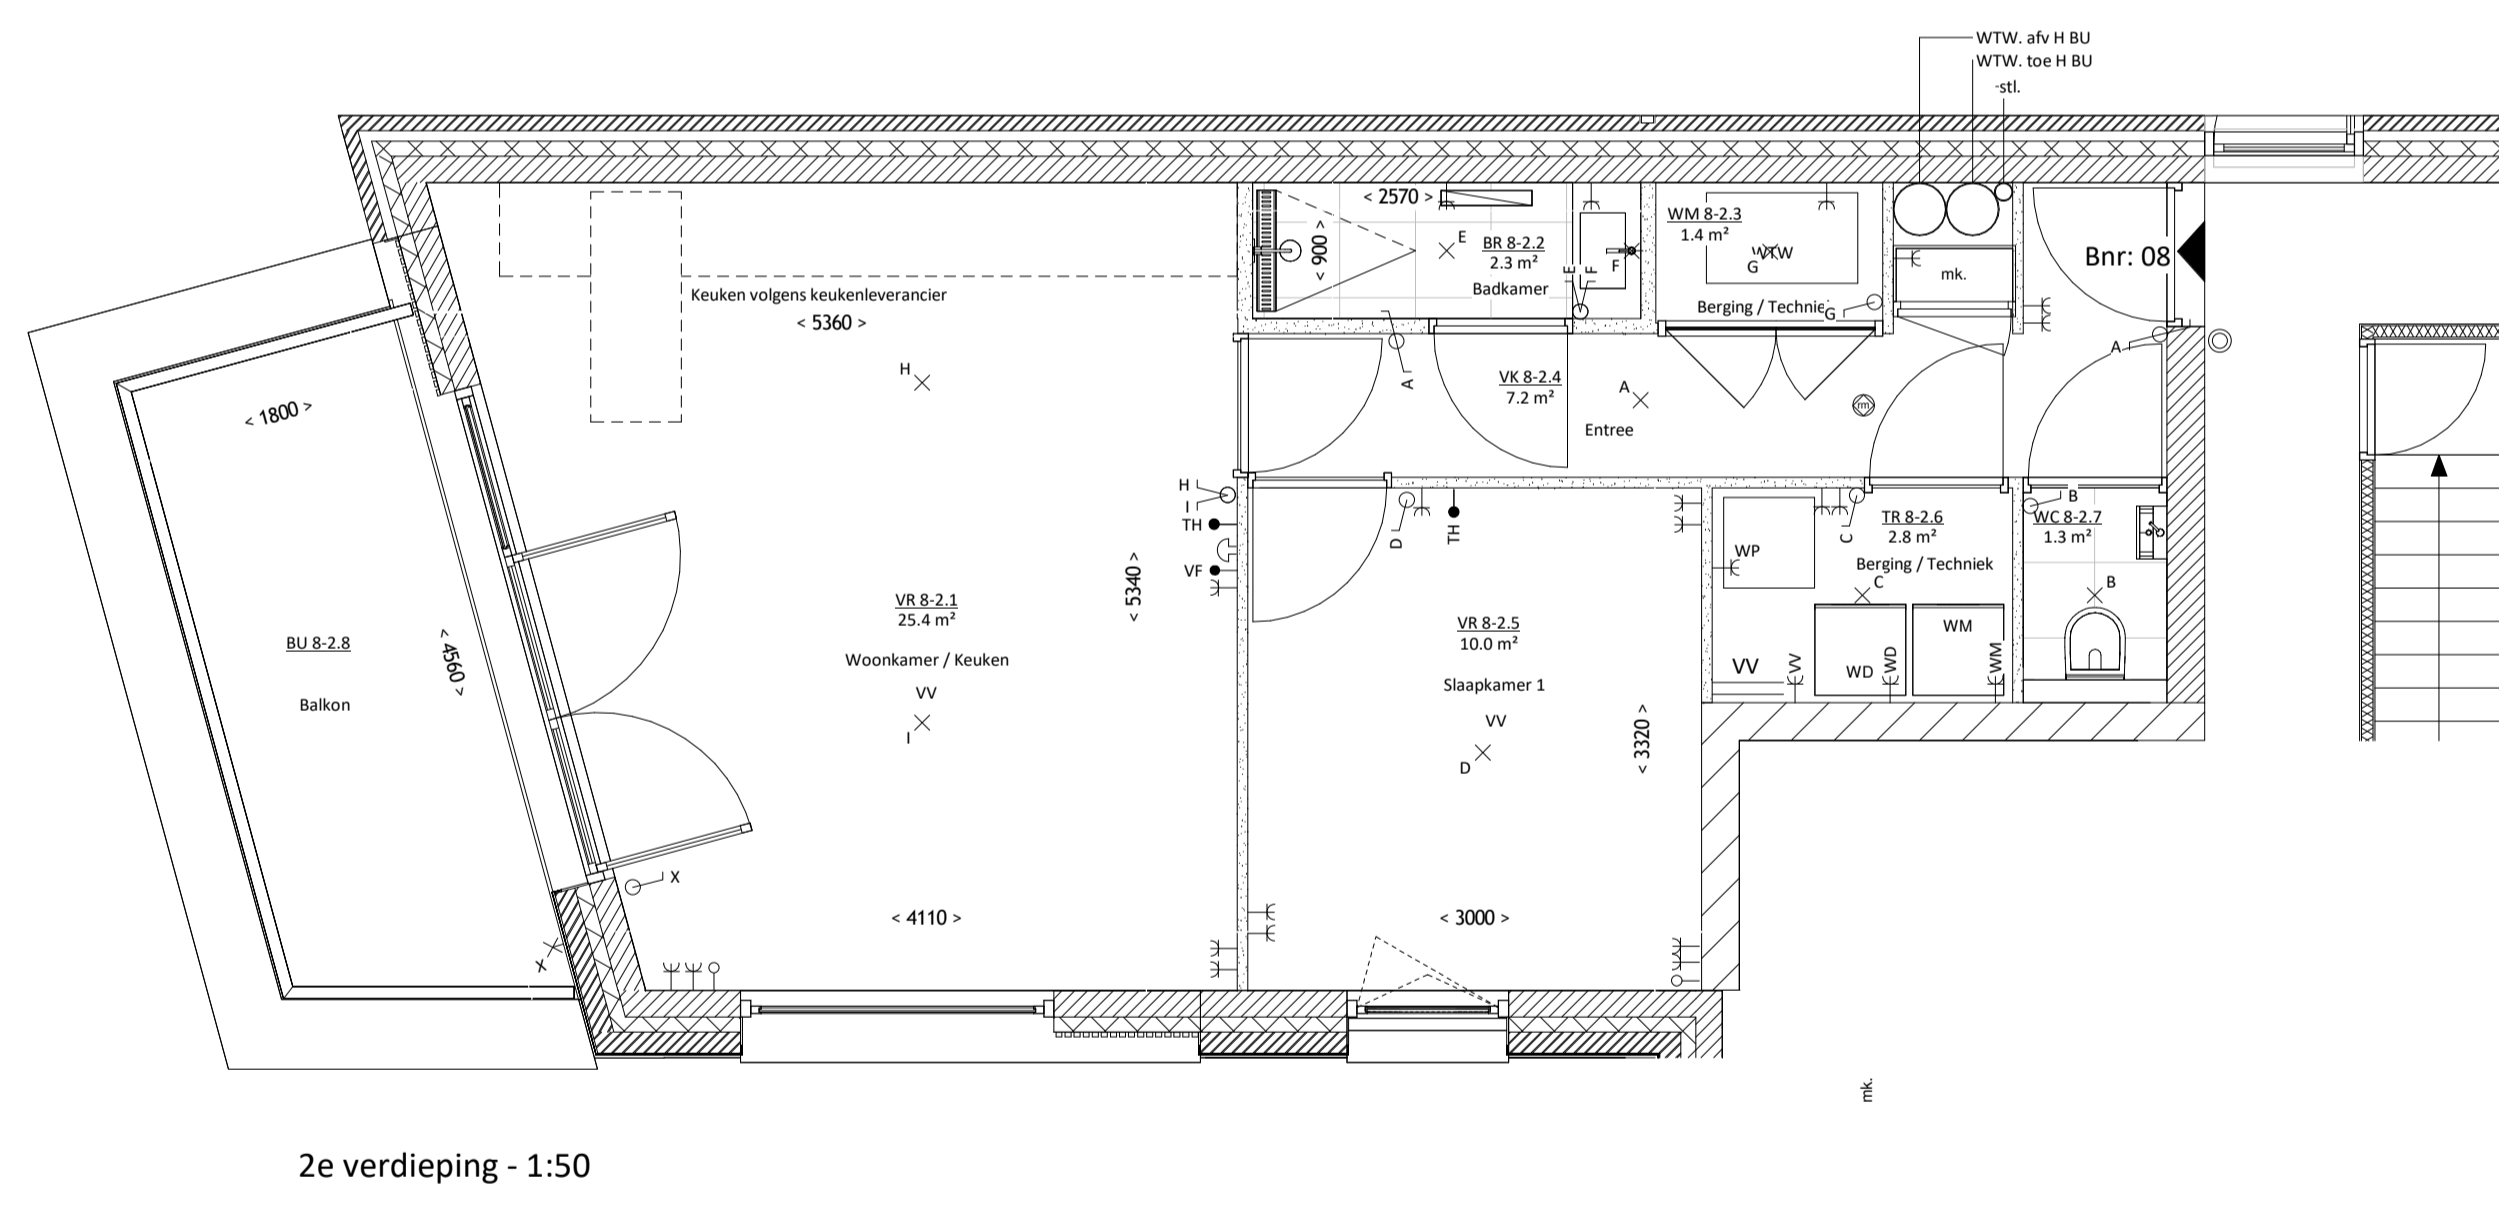 WTW. afv H BU
WTW. toe H BU
-stl.
< 2570 >
WM 8-2.3
1.4 m²
E
BR 8-2.2
2.3 m²
< 900 >
Badkamer
E
F
F
WTW
G
mk.
Bnr: 08
Keuken volgens keukenleverancier
< 5360 >
Berging / Technie
G
A
A
H
VK 8-2.4
7.2 m²
A
rm
Entree
< 1800 >
H
I
TH
VF
D
TH
C
TR 8-2.6
2.8 m²
Berging / Techniek
C
B
WC 8-2.7
1.3 m²
B
WP
< 5340 >
VR 8-2.1
25.4 m²
Woonkamer / Keuken
VV
I
VR 8-2.5
10.0 m²
Slaapkamer 1
VV
D
WM
WM
WD
WD
VV
VV
BU 8-2.8
Balkon
< 4560 >
< 3320 >
X
X
< 4110 >
< 3000 >
mk.
2e verdieping - 1:50